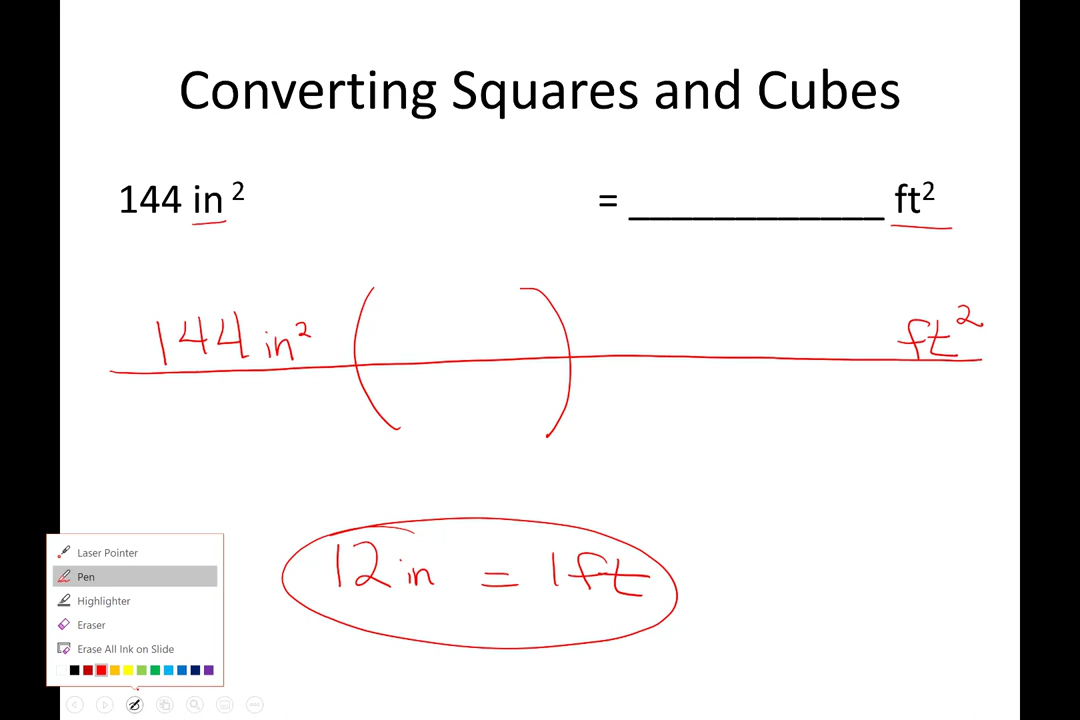 Converting Squares and Cubes
144 in ² = ____________ ft²
144 in² ( ) ft²
12 in = 1 ft
Laser Pointer
Pen
Highlighter
Eraser
Erase All Ink on Slide